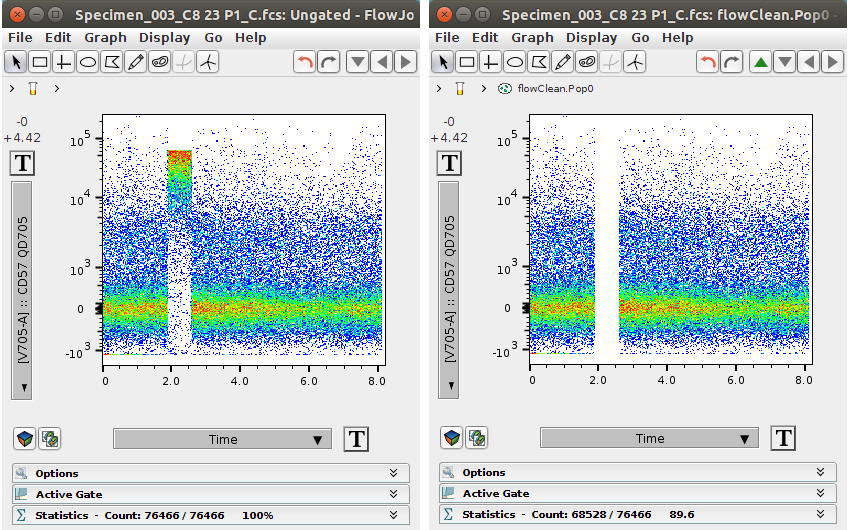 Specimen_003_C8 23 P1_C.fcs: Ungated - FlowJo
File Edit Graph Display Go Help
T
-0
+4.42
T
[V705-A] :: CD57 QD705
10^5
10^4
10^3
0
-10^3
0 2.0 4.0 6.0 8.0
Time
T
Options
Active Gate
Σ Statistics - Count: 76466 / 76466 100%
Specimen_003_C8 23 P1_C.fcs: flowClean.Pop0 -
File Edit Graph Display Go Help
flowClean.Pop0
-0
+4.42
T
[V705-A] :: CD57 QD705
10^5
10^4
10^3
0
-10^3
0 2.0 4.0 6.0 8.0
Time
T
Options
Active Gate
Σ Statistics - Count: 68528 / 76466 89.6